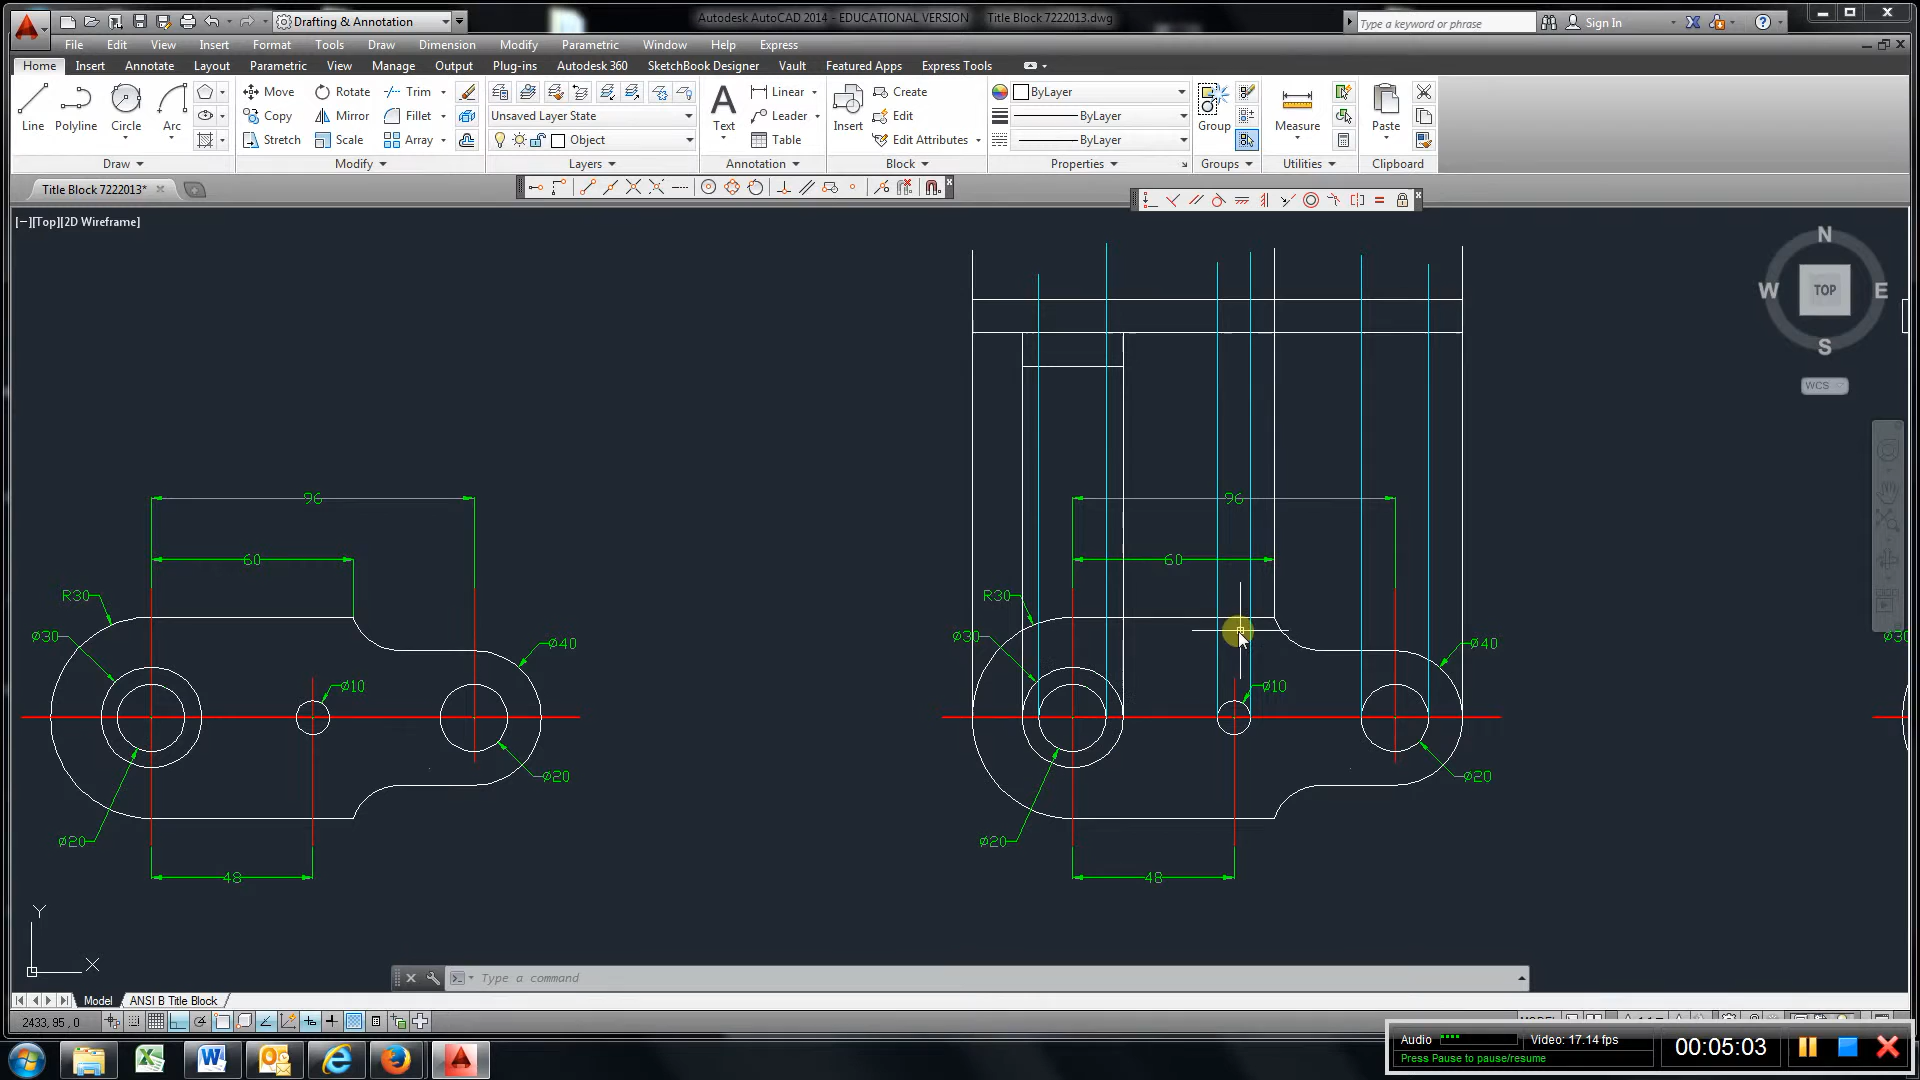 Drafting & Annotation
Autodesk AutoCAD 2014 - EDUCATIONAL VERSION Title Block 7222013.dwg
Type a keyword or phrase
Sign In
File Edit View Insert Format Tools Draw Dimension Modify Parametric Window Help Express
Home Insert Annotate Layout Parametric View Manage Output Plug-ins Autodesk 360 SketchBook Designer Vault Featured Apps Express Tools
Move Rotate Trim Linear Create ByLayer
Line Polyline Circle Arc Copy Mirror Fillet Unsaved Layer State Text Leader Insert Edit ByLayer Group Measure Paste
Stretch Scale Array Object Table Edit Attributes ByLayer
Draw Modify Layers Annotation Block Properties Groups Utilities Clipboard
Title Block 7222013*
[−][Top][2D Wireframe]
N
W TOP E
S
WCS
96 96
60 60
R30 R30
ø30 ø40 ø30 ø40 ø30
ø10 ø10
ø20 ø20
ø20 ø20
48 48
Y
X
Type a command
Model ANSI B Title Block
2433, 95 , 0
Audio Video: 17.14 fps
Press Pause to pause/resume
00:05:03